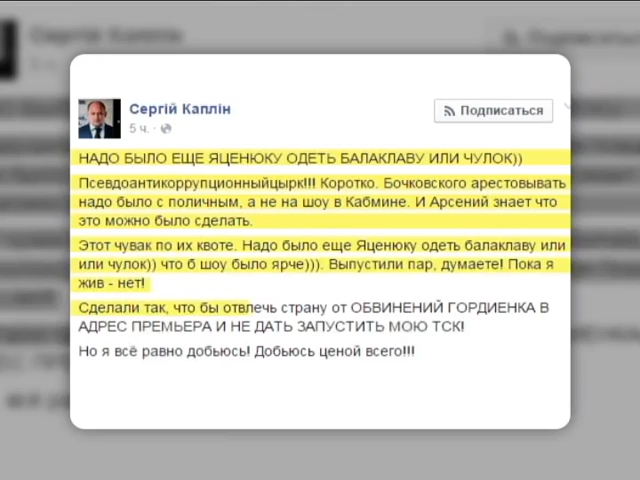 Сергій Каплін
Подписаться
5 ч. ·
НАДО БЫЛО ЕЩЕ ЯЦЕНЮКУ ОДЕТЬ БАЛАКЛАВУ ИЛИ ЧУЛОК))
Псевдоантикоррупционныйцырк!!! Коротко. Бочковского арестовывать
надо было с поличным, а не на шоу в Кабмине. И Арсений знает что
это можно было сделать.
Этот чувак по их квоте. Надо было еще Яценюку одеть балаклаву или
или чулок)) что б шоу было ярче))). Выпустили пар, думаете! Пока я
жив - нет!
Сделали так, что бы отвлечь страну от ОБВИНЕНИЙ ГОРДИЕНКА В
АДРЕС ПРЕМЬЕРА И НЕ ДАТЬ ЗАПУСТИТЬ МОЮ ТСК!
Но я всё равно добьюсь! Добьюсь ценой всего!!!